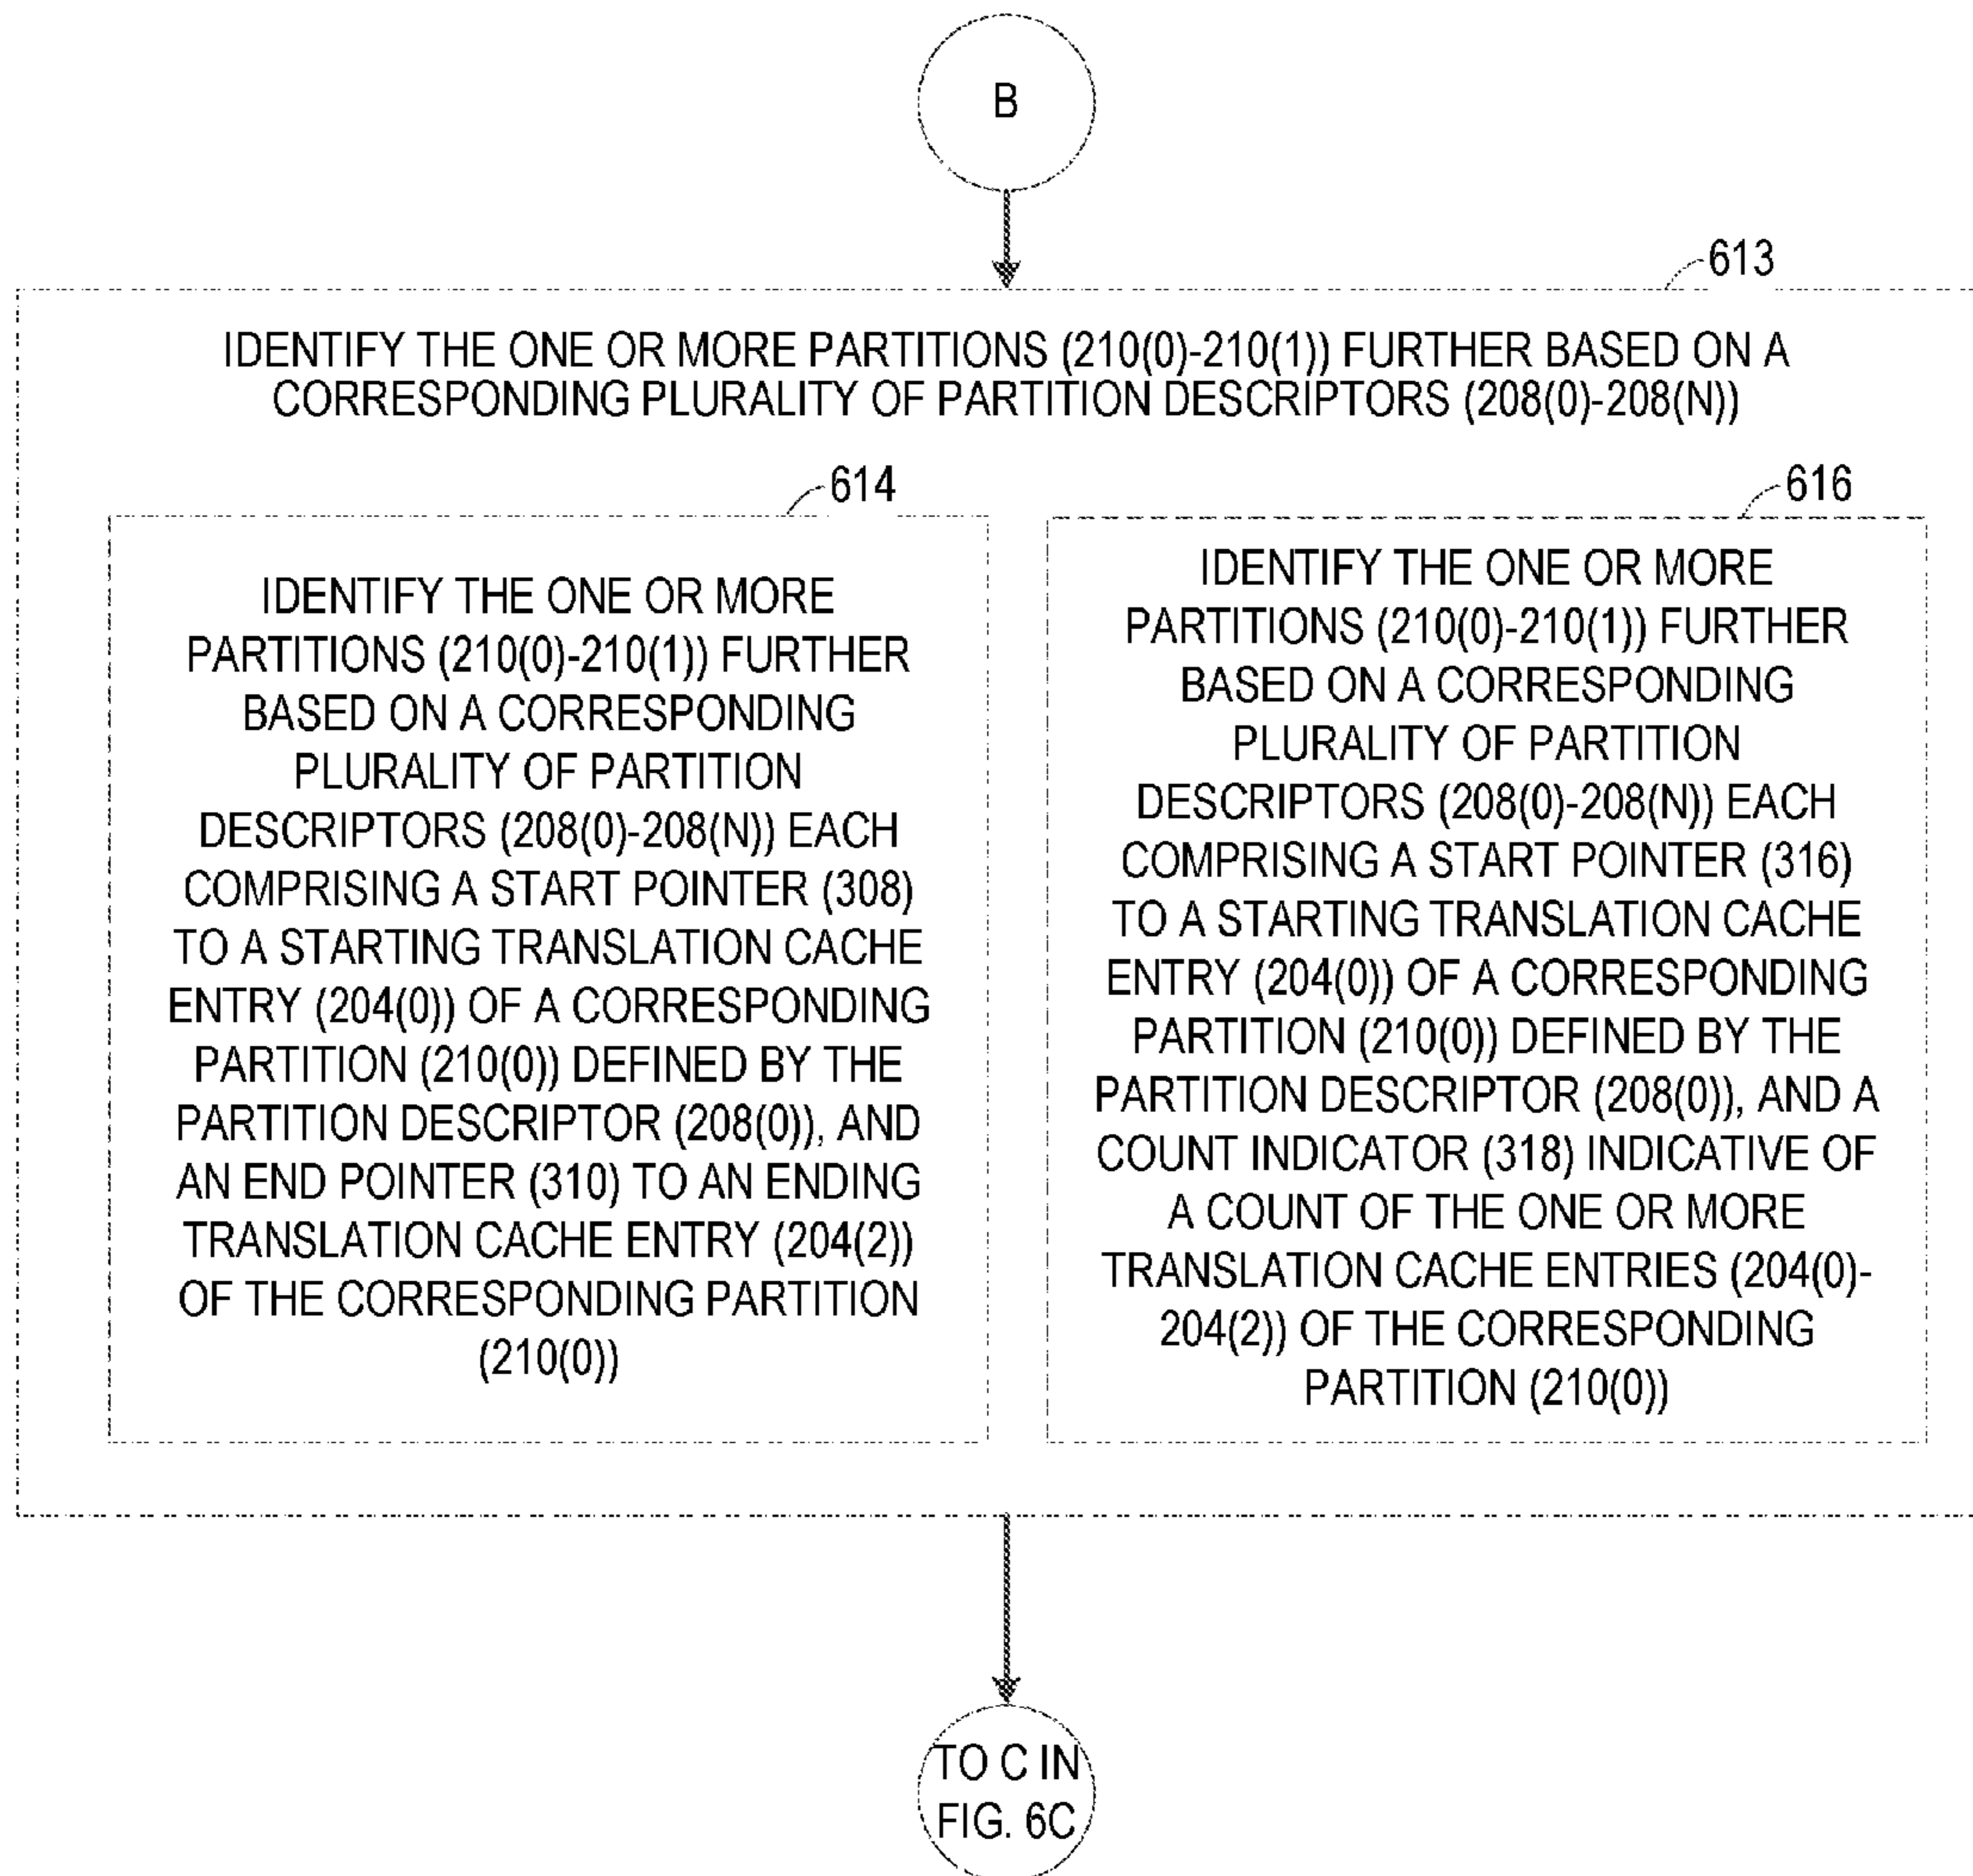 B
613
IDENTIFY THE ONE OR MORE PARTITIONS (210(0)-210(1)) FURTHER BASED ON A
CORRESPONDING PLURALITY OF PARTITION DESCRIPTORS (208(0)-208(N))
614
IDENTIFY THE ONE OR MORE
PARTITIONS (210(0)-210(1)) FURTHER
BASED ON A CORRESPONDING
PLURALITY OF PARTITION
DESCRIPTORS (208(0)-208(N)) EACH
COMPRISING A START POINTER (308)
TO A STARTING TRANSLATION CACHE
ENTRY (204(0)) OF A CORRESPONDING
PARTITION (210(0)) DEFINED BY THE
PARTITION DESCRIPTOR (208(0)), AND
AN END POINTER (310) TO AN ENDING
TRANSLATION CACHE ENTRY (204(2))
OF THE CORRESPONDING PARTITION
(210(0))
616
IDENTIFY THE ONE OR MORE
PARTITIONS (210(0)-210(1)) FURTHER
BASED ON A CORRESPONDING
PLURALITY OF PARTITION
DESCRIPTORS (208(0)-208(N)) EACH
COMPRISING A START POINTER (316)
TO A STARTING TRANSLATION CACHE
ENTRY (204(0)) OF A CORRESPONDING
PARTITION (210(0)) DEFINED BY THE
PARTITION DESCRIPTOR (208(0)), AND A
COUNT INDICATOR (318) INDICATIVE OF
A COUNT OF THE ONE OR MORE
TRANSLATION CACHE ENTRIES (204(0)-
204(2)) OF THE CORRESPONDING
PARTITION (210(0))
TO C IN
FIG. 6C